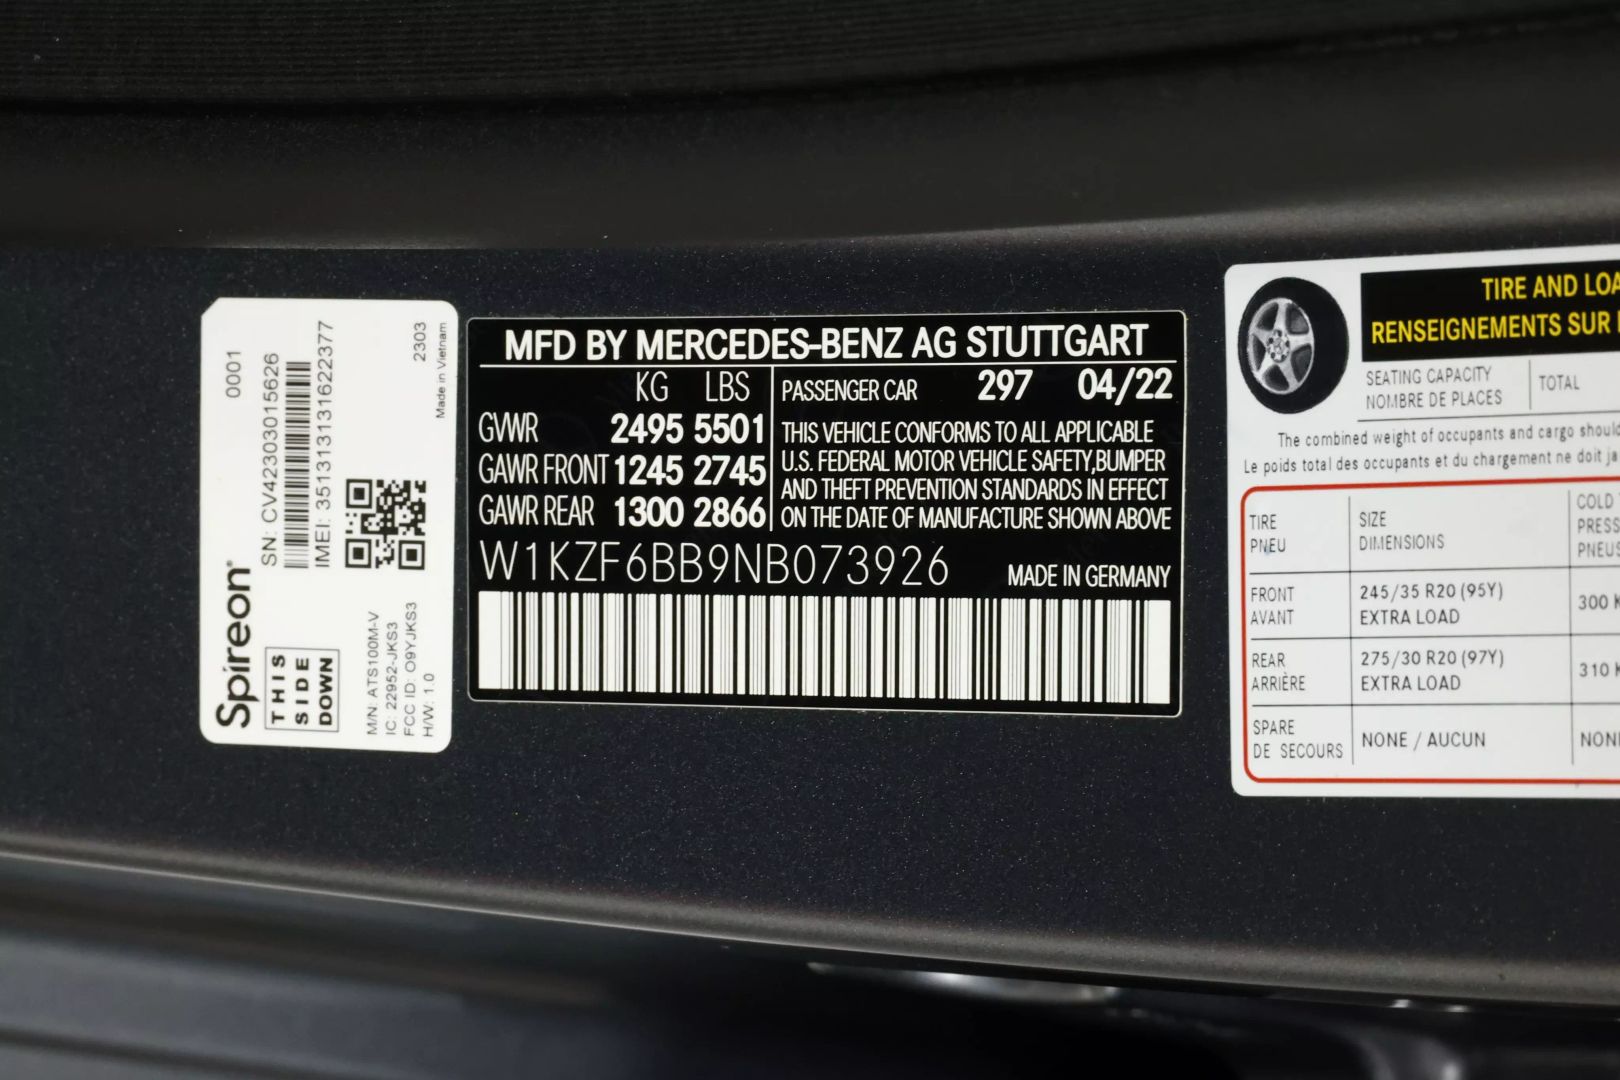 Spireon®
THIS
SIDE
DOWN
SN: CV422303015626
0001
IMEI: 351313131622377
M/N: ATS100M-V
IC: 22952-JKS3
FCC ID: O9YJKS3
H/W: 1.0
2303
Made in Vietnam
MFD BY MERCEDES-BENZ AG STUTTGART
KG LBS
GVWR 2495 5501
GAWR FRONT 1245 2745
GAWR REAR 1300 2866
PASSENGER CAR 297 04/22
THIS VEHICLE CONFORMS TO ALL APPLICABLE
U.S. FEDERAL MOTOR VEHICLE SAFETY,BUMPER
AND THEFT PREVENTION STANDARDS IN EFFECT
ON THE DATE OF MANUFACTURE SHOWN ABOVE
W1KZF6BB9NB073926
MADE IN GERMANY
TIRE AND LOA
RENSEIGNEMENTS SUR
SEATING CAPACITY
NOMBRE DE PLACES
TOTAL
The combined weight of occupants and cargo should
Le poids total des occupants et du chargement ne doit ja
TIRE
PNEU
SIZE
DIMENSIONS
COLD
PRESS
PNEUS
FRONT
AVANT
245/35 R20 (95Y)
EXTRA LOAD
300 K
REAR
ARRIÈRE
275/30 R20 (97Y)
EXTRA LOAD
310 K
SPARE
DE SECOURS
NONE / AUCUN
NON